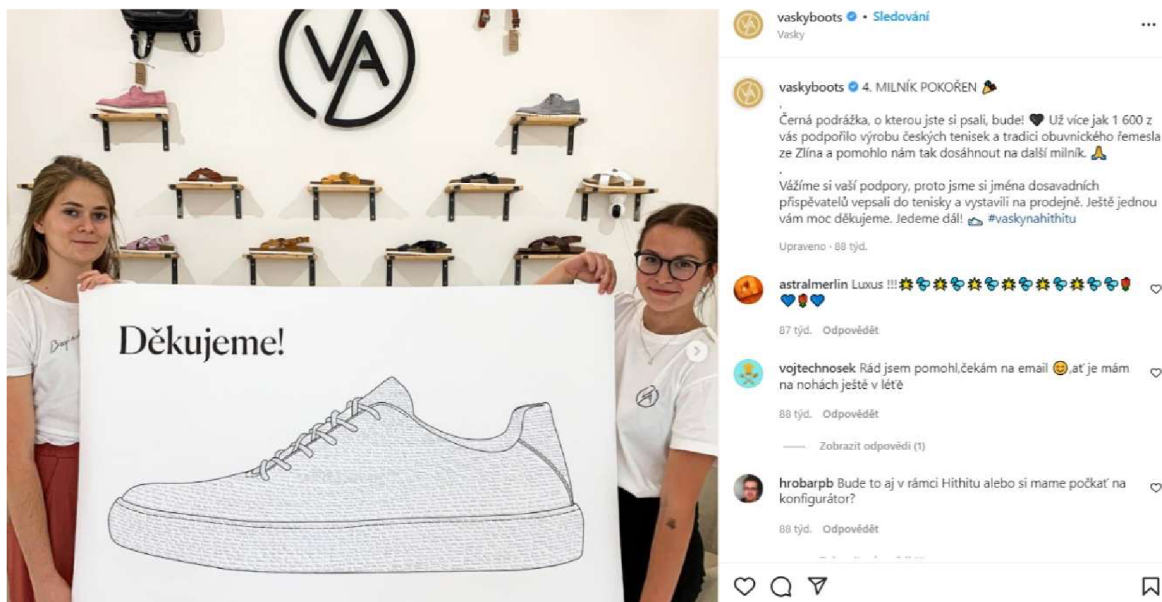 VA
Děkujeme!
vaskyboots • Sledování
Vasky
vaskyboots 4. MILNÍK POKOŘEN
.
Černá podrážka, o kterou jste si psali, bude! 🖤 Už více jak 1 600 z
vás podpořilo výrobu českých tenisek a tradici obuvnického řemesla
ze Zlína a pomohlo nám tak dosáhnout na další milník. 🙏
.
Vážíme si vaší podpory, proto jsme si jména dosavadních
přispěvatelů vepsali do tenisky a vystavili na prodejně. Ještě jednou
vám moc děkujeme. Jedeme dál! 👟 #vaskynahithitu
Upraveno · 88 týd.
astralmerlin Luxus !!!
87 týd. Odpovědět
vojtechnosek Rád jsem pomohl,čekám na email 😊,ať je mám
na nohách ještě v létě
88 týd. Odpovědět
Zobrazit odpovědi (1)
hrobarpb Bude to aj v rámci Hithitu alebo si mame počkať na
konfigurátor?
88 týd. Odpovědět